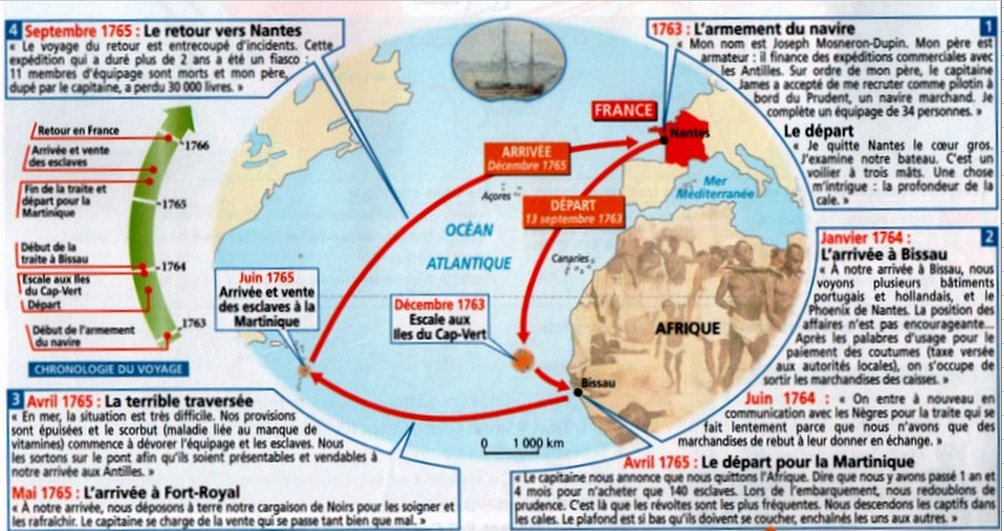 1763 : L'armement du navire
1
« Mon nom est Joseph Mosneron-Dupin. Mon père est
armateur : il finance des expéditions commerciales avec
les Antilles. Sur ordre de mon père, le capitaine
James a accepté de me recruter comme pilotin à
bord du Prudent, un navire marchand. Je
complète un équipage de 34 personnes. »
Le départ
« Je quitte Nantes le cœur gros.
J'examine notre bateau. C'est un
voilier à trois mâts. Une chose
m'intrigue : la profondeur de la
cale. »
Janvier 1764 :
2
L'arrivée à Bissau
« À notre arrivée à Bissau, nous
voyons plusieurs bâtiments
portugais et hollandais, et le
Phoenix de Nantes. La position des
affaires n'est pas encourageante...
Après les palabres d'usage pour le
paiement des coutumes (taxe versée
aux autorités locales), on s'occupe de
sortir les marchandises des caisses. »
Juin 1764 : « On entre à nouveau en
communication avec les Nègres pour la traite qui se
fait lentement parce que nous n'avons que des
marchandises de rebut à leur donner en échange. »
Avril 1765 : Le départ pour la Martinique
« Le capitaine nous annonce que nous quittons l'Afrique. Dire que nous y avons passé 1 an et
4 mois pour n'acheter que 140 esclaves. Lors de l'embarquement, nous redoublons de
prudence. C'est là que les révoltes sont les plus fréquentes. Nous descendons les captifs dans
les cales. Le plafond est si bas qu'ils doivent se coucher, enchaînés les uns aux autres. »
3
Avril 1765 : La terrible traversée
« En mer, la situation est très difficile. Nos provisions
sont épuisées et le scorbut (maladie liée au manque de
vitamines) commence à dévorer l'équipage et les esclaves. Nous
les sortons sur le pont afin qu'ils soient présentables et vendables à
notre arrivée aux Antilles. »
Mai 1765 : L'arrivée à Fort-Royal
« À notre arrivée, nous déposons à terre notre cargaison de Noirs pour les soigner et
les rafraîchir. Le capitaine se charge de la vente qui se passe tant bien que mal. »
4
Septembre 1765 : Le retour vers Nantes
« Le voyage du retour est entrecoupé d'incidents. Cette
expédition qui a duré plus de 2 ans a été un fiasco :
11 membres d'équipage sont morts et mon père,
dupé par le capitaine, a perdu 30 000 livres. »
Retour en France
1766
Arrivée et vente
des esclaves
Fin de la traite et
départ pour la
Martinique
1765
Début de la
traite à Bissau
1764
Escale aux Iles
du Cap-Vert
Départ
1763
Début de l'armement
du navire
CHRONOLOGIE DU VOYAGE
FRANCE
Nantes
ARRIVÉE
Décembre 1765
DÉPART
13 septembre 1763
Açores
Mer
Méditerranée
OCÉAN
ATLANTIQUE
Canaries
Juin 1765
Arrivée et vente
des esclaves à la
Martinique
Décembre 1763
Escale aux
Iles du Cap-Vert
AFRIQUE
Bissau
0 1 000 km